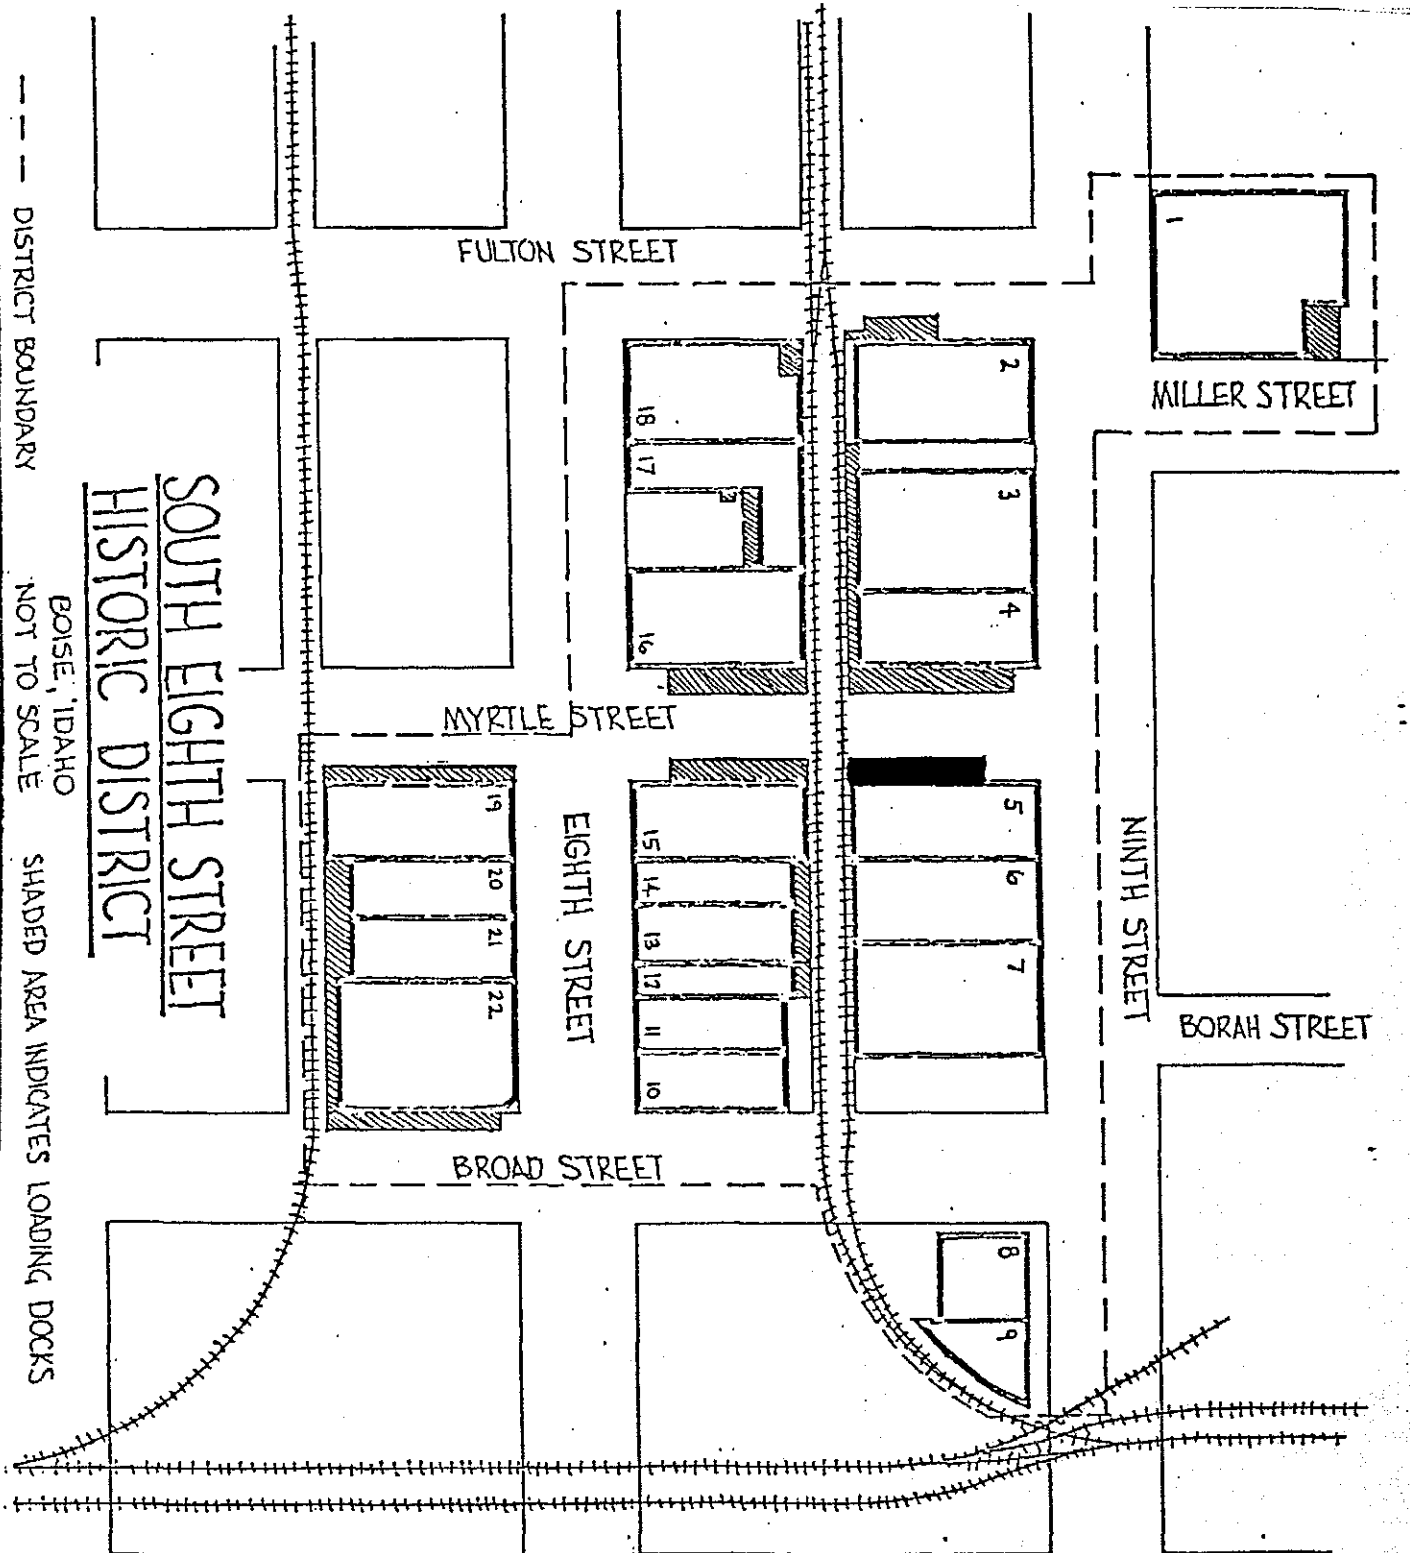 FULTON STREET
MILLER STREET
MYRTLE STREET
BORAH STREET
BROAD STREET
NINTH STREET
EIGHTH STREET
1
2
3
4
5
6
7
8
9
18
17
16
15
14
13
12
11
10
19
20
21
22
SOUTH EIGHTH STREET
HISTORIC DISTRICT
BOISE, IDAHO
--- DISTRICT BOUNDARY NOT TO SCALE SHADED AREA INDICATES LOADING DOCKS